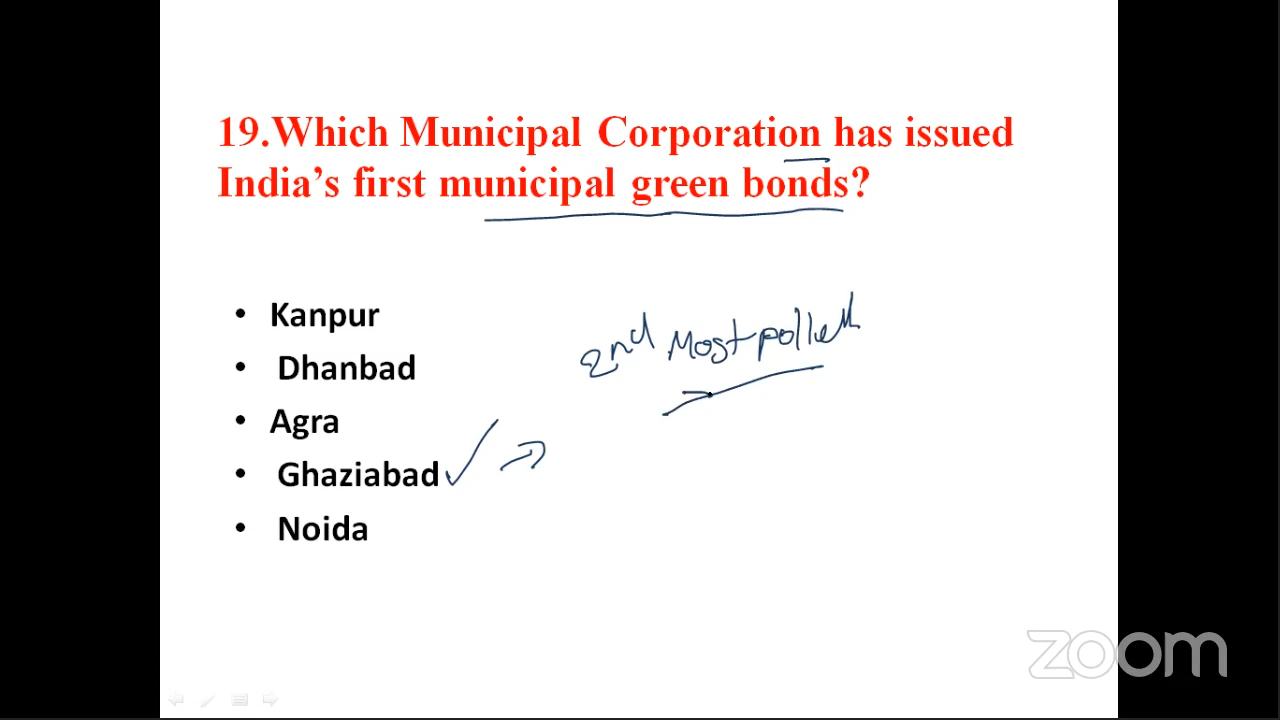 19.Which Municipal Corporation has issued
India's first municipal green bonds?
• Kanpur
2nd Most
• Dhanbad
• Agra
• Ghaziabad
• Noida
zoom